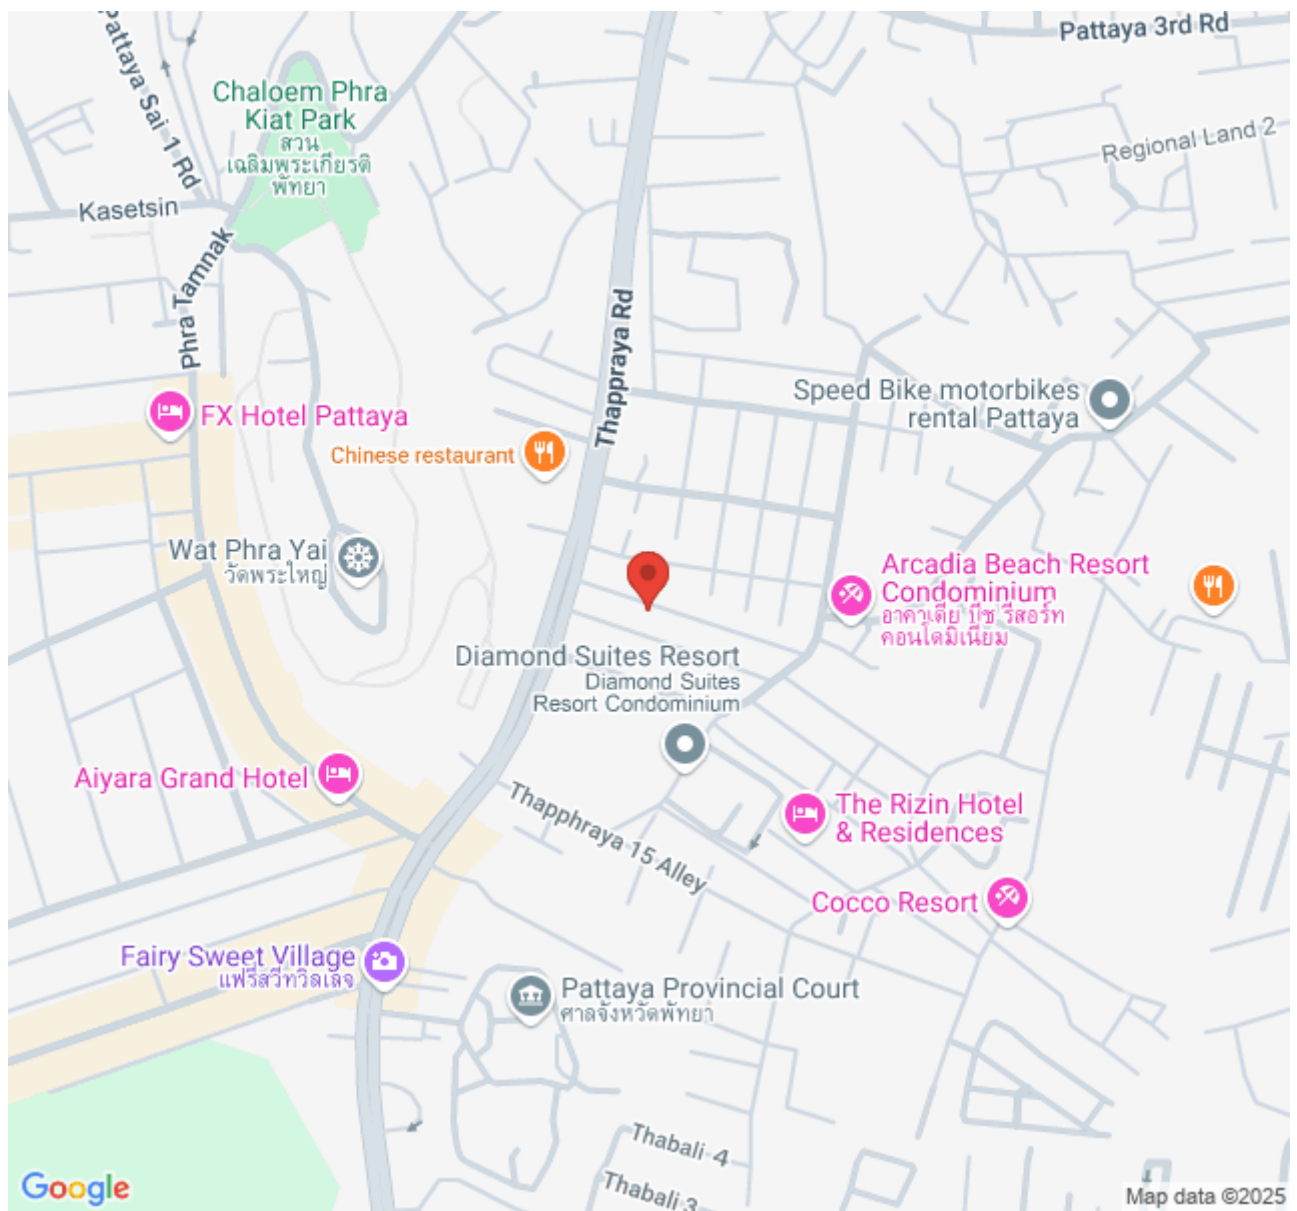 Pattaya 3rd Rd
Pattaya Sai 1 Rd
Chaloem Phra
Kiat Park
สวน
เฉลิมพระเกียรติ
พัทยา
Regional Land 2
Kasetsin
Phra Tamnak
Thappraya Rd
Speed Bike motorbikes
rental Pattaya
FX Hotel Pattaya
Chinese restaurant
Wat Phra Yai
วัดพระใหญ่
Arcadia Beach Resort
Condominium
อาคาเดีย บีช รีสอร์ท
คอนโดมิเนียม
Diamond Suites Resort
Diamond Suites
Resort Condominium
Aiyara Grand Hotel
Thapphraya 15 Alley
The Rizin Hotel
& Residences
Cocco Resort
Fairy Sweet Village
แฟรี่สวีทวิลเลจ
Pattaya Provincial Court
ศาลจังหวัดพัทยา
Thabali 4
Thabali 3
Google
Map data ©2025